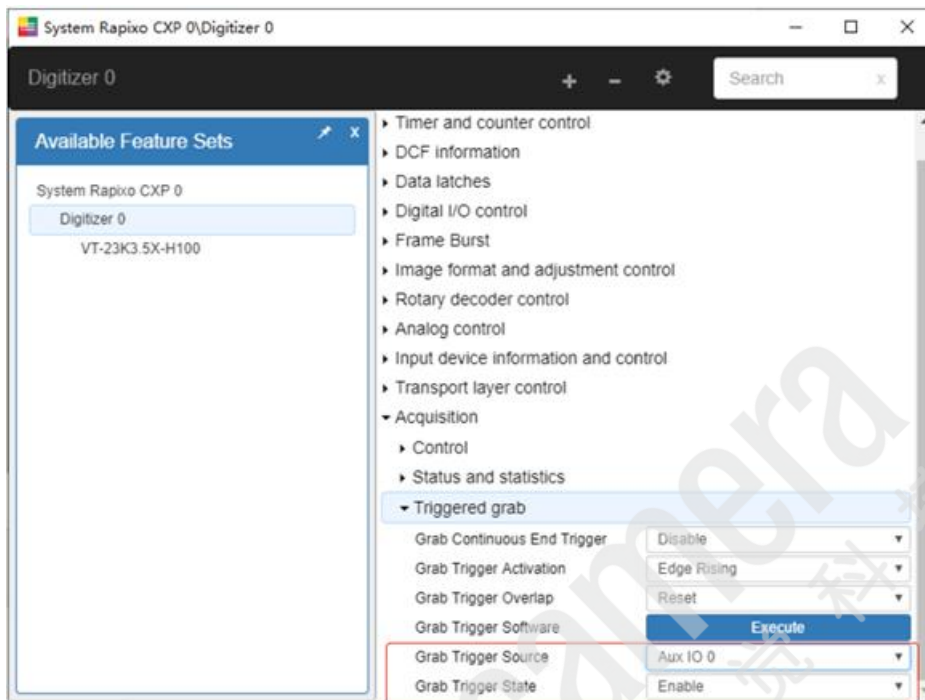 System Rapixo CXP 0\Digitizer 0
Digitizer 0
+ -
Search x
Available Feature Sets x
System Rapixo CXP 0
Digitizer 0
VT-23K3.5X-H100
Timer and counter control
DCF information
Data latches
Digital I/O control
Frame Burst
Image format and adjustment control
Rotary decoder control
Analog control
Input device information and control
Transport layer control
Acquisition
Control
Status and statistics
Triggered grab
Grab Continuous End Trigger Disable
Grab Trigger Activation Edge Rising
Grab Trigger Overlap Reset
Grab Trigger Software Execute
Grab Trigger Source Aux IO 0
Grab Trigger State Enable
amera
觉科